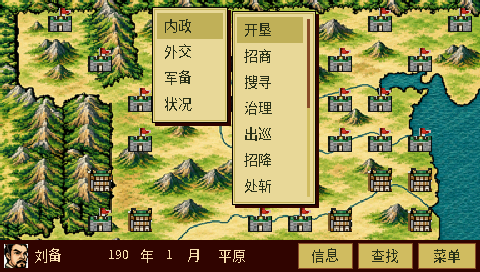 内政
外交
军备
状况
开垦
招商
搜寻
治理
出巡
招降
处斩
刘备 190 年 1 月 平原 信息 查找 菜单